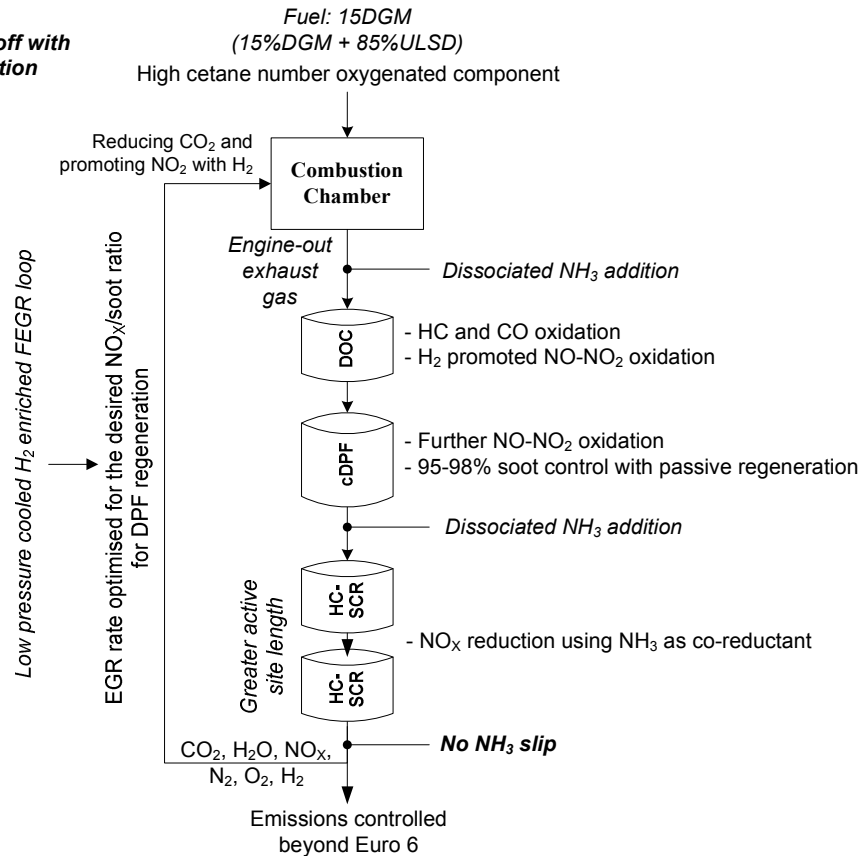 Fuel: 15DGM
(15%DGM + 85%ULSD)
High cetane number oxygenated component
off with
Reducing CO₂ and
promoting NO₂ with H₂
Combustion
Chamber
Engine-out
exhaust
gas
Dissociated NH₃ addition
DOC
- HC and CO oxidation
- H₂ promoted NO-NO₂ oxidation
cDPF
- Further NO-NO₂ oxidation
- 95-98% soot control with passive regeneration
Dissociated NH₃ addition
Low pressure cooled H₂ enriched FEGR loop
EGR rate optimised for the desired NOX/soot ratio
for DPF regeneration
Greater active
site length
HC-
SCR
HC-
SCR
- NOX reduction using NH₃ as co-reductant
No NH₃ slip
CO₂, H₂O, NOX,
N₂, O₂, H₂
Emissions controlled
beyond Euro 6